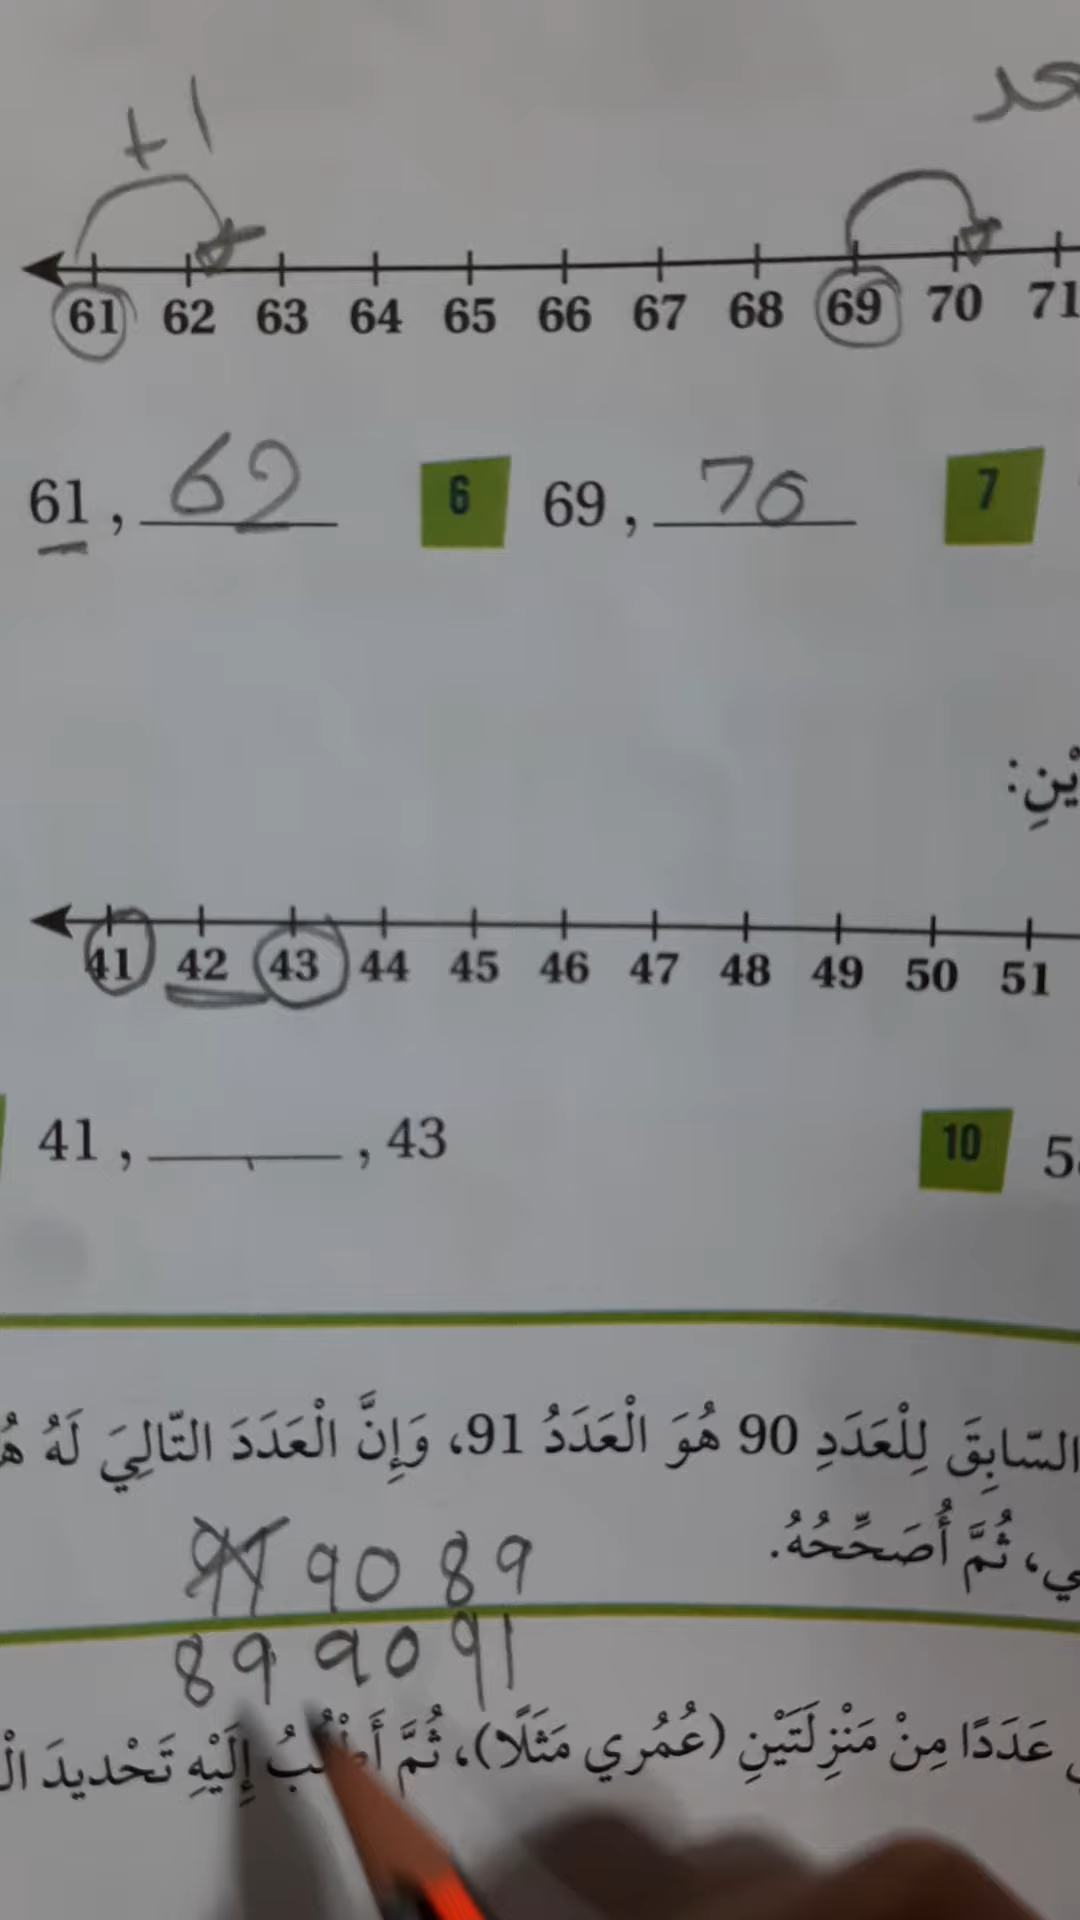 +1
61 62 63 64 65 66 67 68 69 70 71
61 , 62 6 69 , 70 7
41 42 43 44 45 46 47 48 49 50 51
41 , , 43 10
السّابِقَ لِلْعَدَدِ 90 هُوَ الْعَدَدُ 91، وَإِنَّ الْعَدَدَ التّالِيَ لَهُ
ثُمَّ أُصَحِّحُهُ.
90 89
89 90 91
عَدَدًا مِنْ مَنْزِلَتَيْنِ (عُمُري مَثَلًا)، ثُمَّ أَطْلُبُ إِلَيْهِ تَحْديدَ